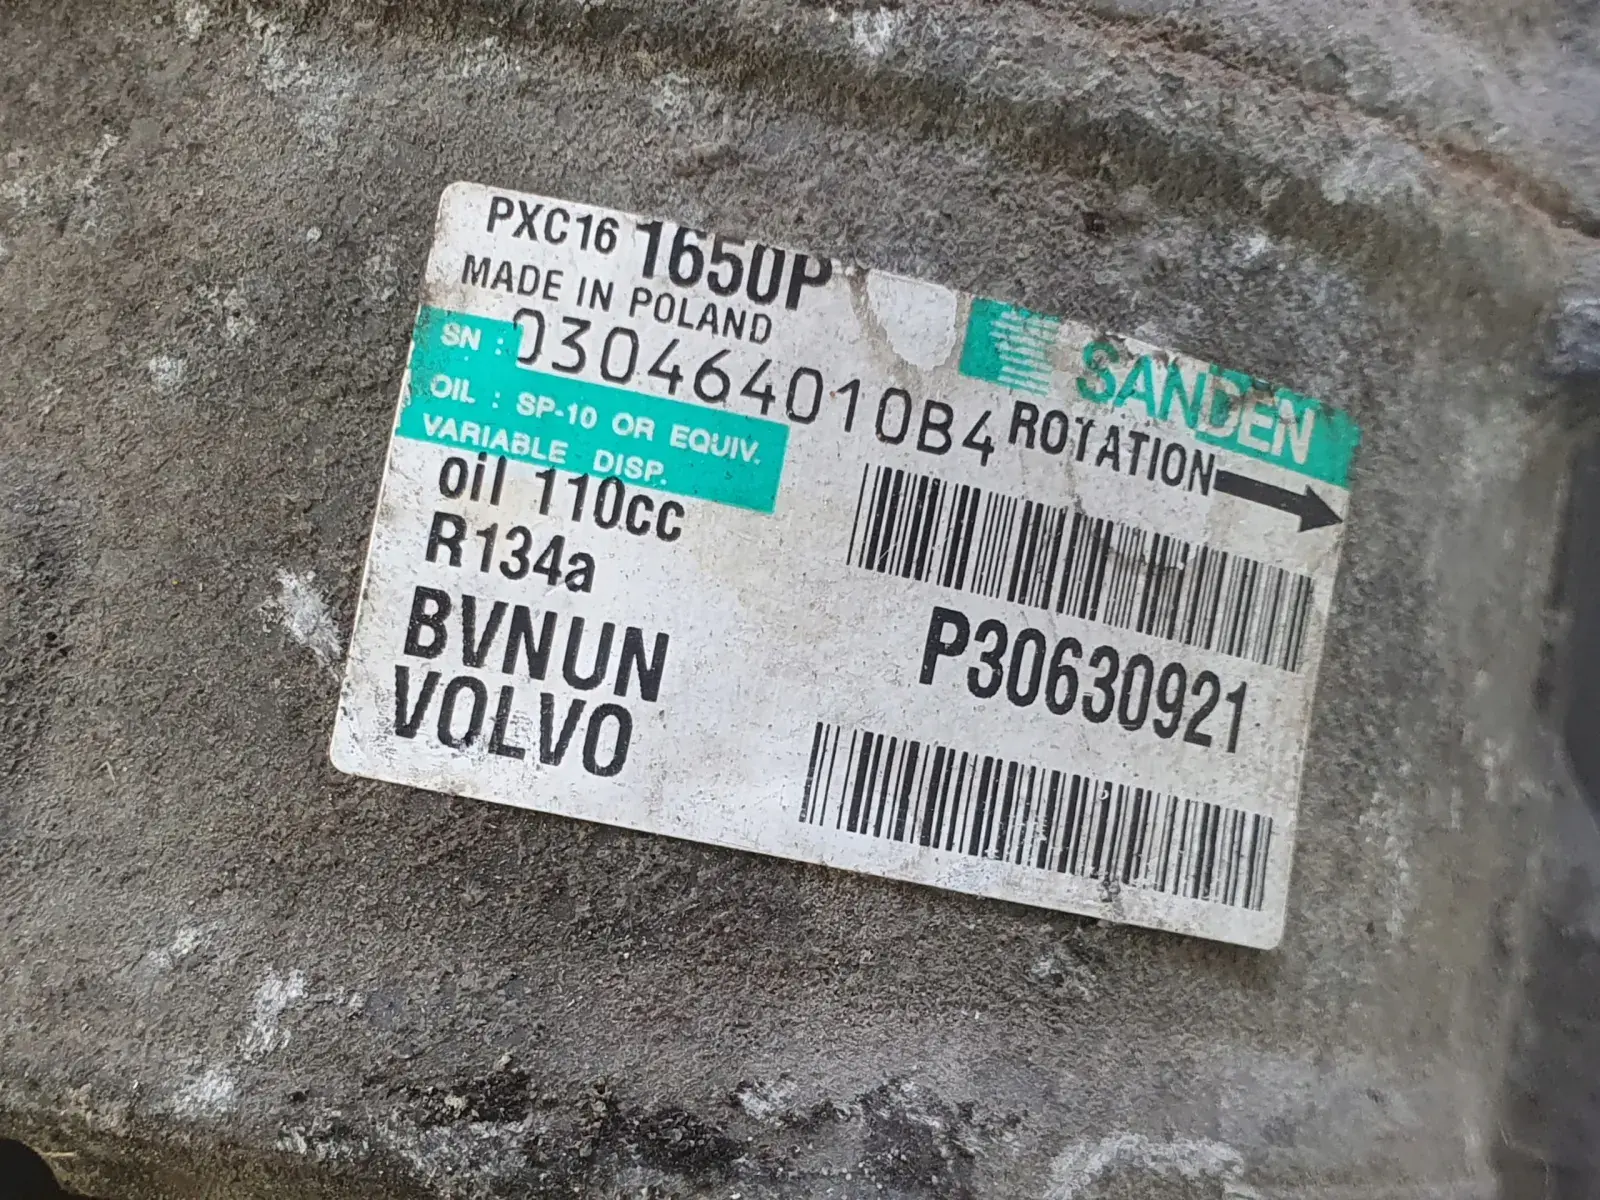 PXC16 1650P
MADE IN POLAND
SANDEN
SN : 030464010B4
ROTATION
OIL : SP-10 OR EQUIV.
VARIABLE DISP.
oil 110cc
R134a
BVNUN
VOLVO
P30630921